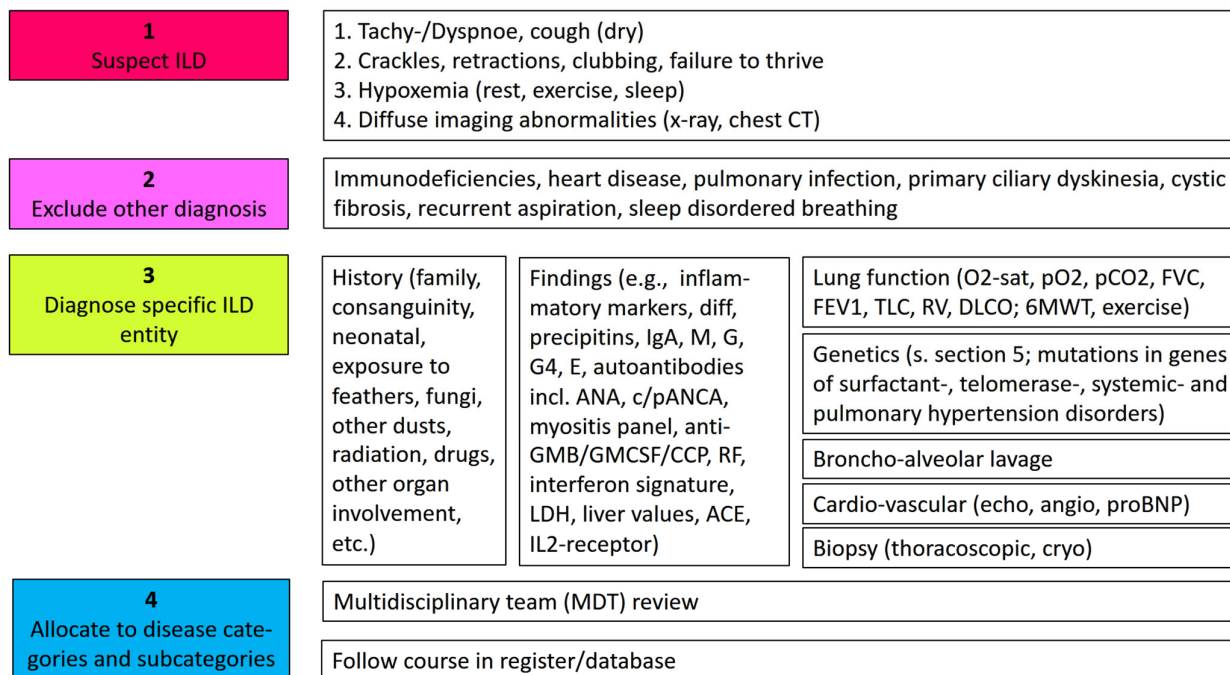 1
Suspect ILD
1. Tachy-/Dyspnoe, cough (dry)
2. Crackles, retractions, clubbing, failure to thrive
3. Hypoxemia (rest, exercise, sleep)
4. Diffuse imaging abnormalities (x-ray, chest CT)
2
Exclude other diagnosis
Immunodeficiencies, heart disease, pulmonary infection, primary ciliary dyskinesia, cystic
fibrosis, recurrent aspiration, sleep disordered breathing
3
Diagnose specific ILD
entity
History (family,
consanguinity,
neonatal,
exposure to
feathers, fungi,
other dusts,
radiation, drugs,
other organ
involvement,
etc.)
Findings (e.g., inflam-
matory markers, diff,
precipitins, IgA, M, G,
G4, E, autoantibodies
incl. ANA, c/pANCA,
myositis panel, anti-
GMB/GMCSF/CCP, RF,
interferon signature,
LDH, liver values, ACE,
IL2-receptor)
Lung function (O2-sat, pO2, pCO2, FVC,
FEV1, TLC, RV, DLCO; 6MWT, exercise)
Genetics (s. section 5; mutations in genes
of surfactant-, telomerase-, systemic- and
pulmonary hypertension disorders)
Broncho-alveolar lavage
Cardio-vascular (echo, angio, proBNP)
Biopsy (thoracoscopic, cryo)
4
Allocate to disease cate-
gories and subcategories
Multidisciplinary team (MDT) review
Follow course in register/database